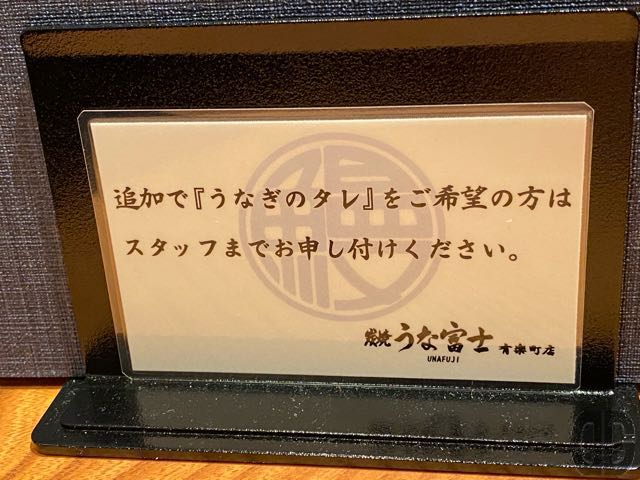 追加で『うなぎのタレ』をご希望の方は
スタッフまでお申し付けください。
炭焼 うな富士 有楽町店
UNAFUJI